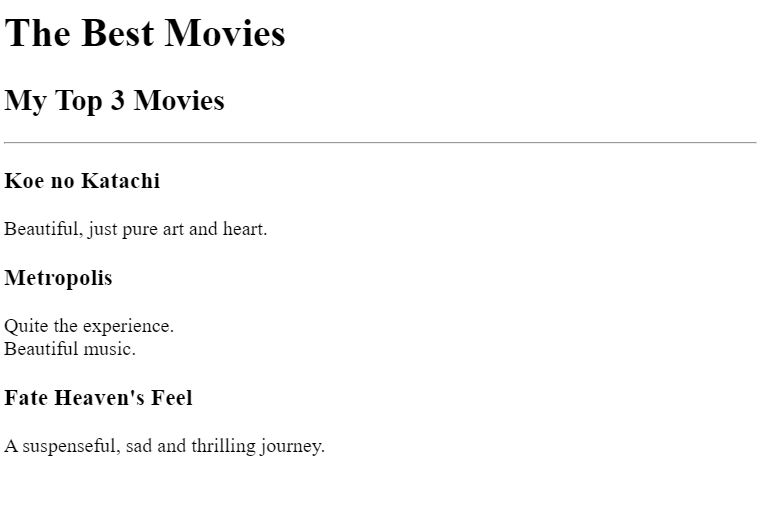 The Best Movies
My Top 3 Movies
Koe no Katachi
Beautiful, just pure art and heart.
Metropolis
Quite the experience.
Beautiful music.
Fate Heaven's Feel
A suspenseful, sad and thrilling journey.